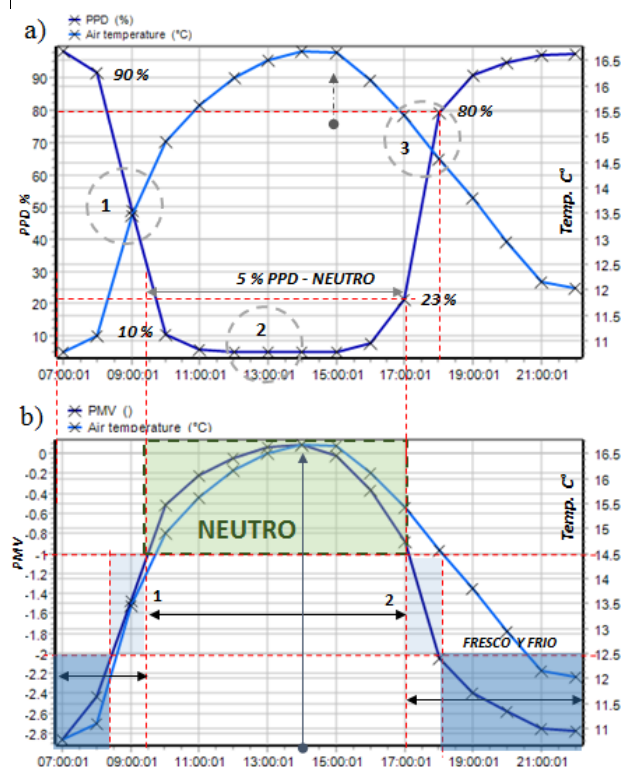 a)
PPD (%)
Air temperature (°C)
90 16.5
80 16
70 15.5
60 15
50 14.5
40 14
30 13.5
20 13
10 12.5
12
11.5
11
PPD %
Temp. Cº
90 %
80 %
1
3
5 % PPD - NEUTRO
23 %
10 %
2
07:00:01 09:00:01 11:00:01 13:00:01 15:00:01 17:00:01 19:00:01 21:00:01
b)
PMV ()
Air temperature (°C)
0 16.5
-0.2 16
-0.4 15.5
-0.6 15
-0.8 14.5
-1 14
-1.2 13.5
-1.4 13
-1.6 12.5
-1.8 12
-2 11.5
-2.2 11
-2.4
-2.6
-2.8
PMV
Temp. Cº
NEUTRO
1
2
FRESCO Y FRIO
07:00:01 09:00:01 11:00:01 13:00:01 15:00:01 17:00:01 19:00:01 21:00:01